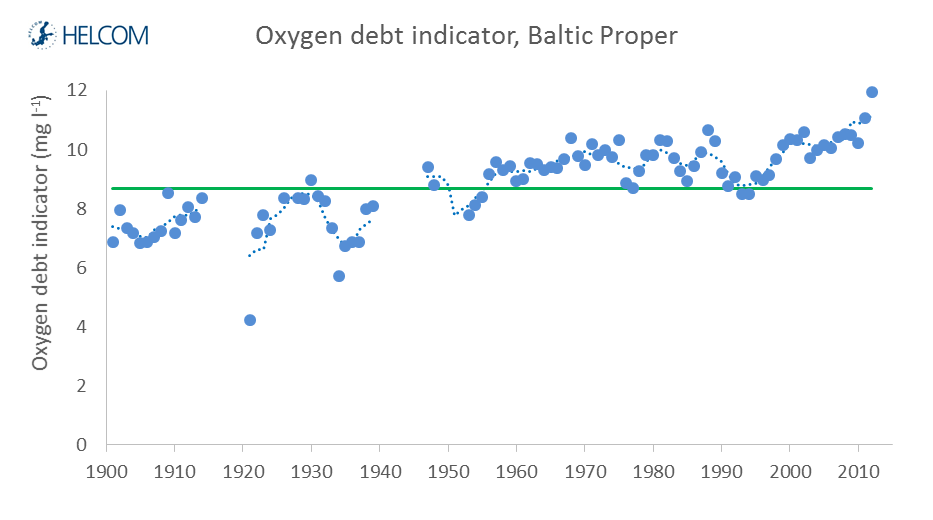 HELCOM
Oxygen debt indicator, Baltic Proper
Oxygen debt indicator (mg l⁻¹)
12
10
8
6
4
2
0
1900 1910 1920 1930 1940 1950 1960 1970 1980 1990 2000 2010